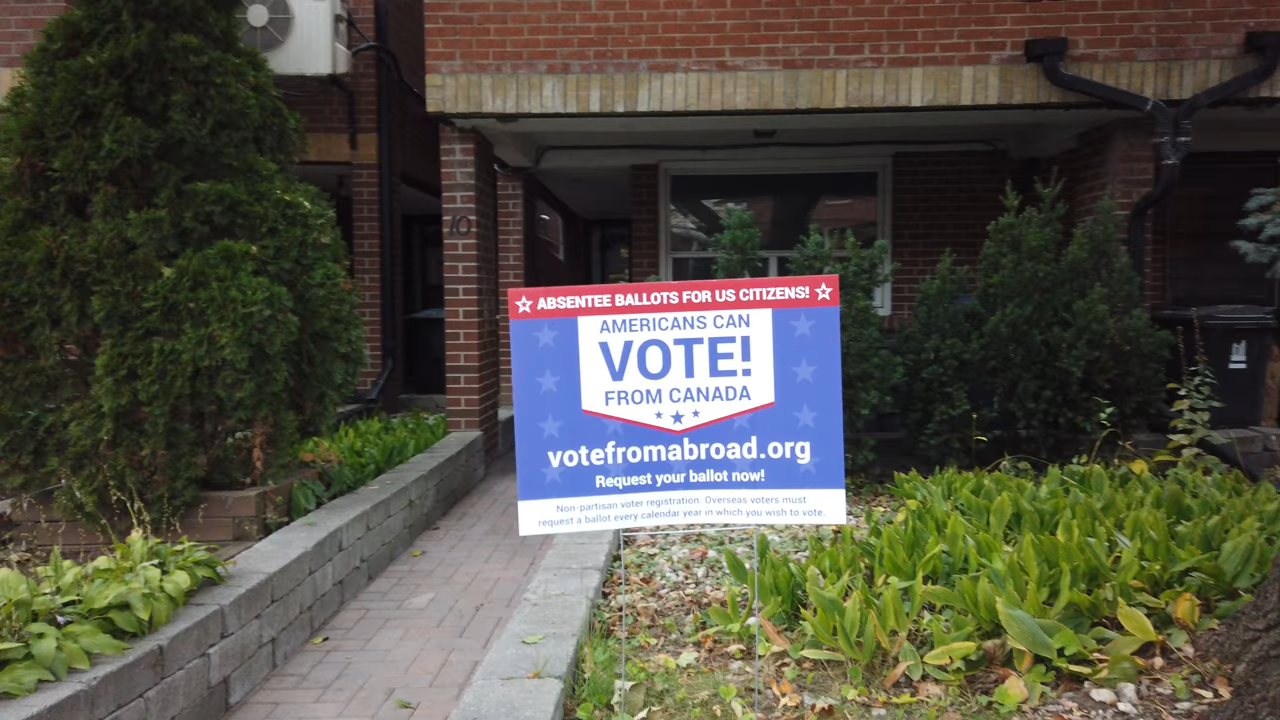 10
ABSENTEE BALLOTS FOR US CITIZENS!
AMERICANS CAN
VOTE!
FROM CANADA
votefromabroad.org
Request your ballot now!
Non-partisan voter registration. Overseas voters must
request a ballot every calendar year in which you wish to vote.